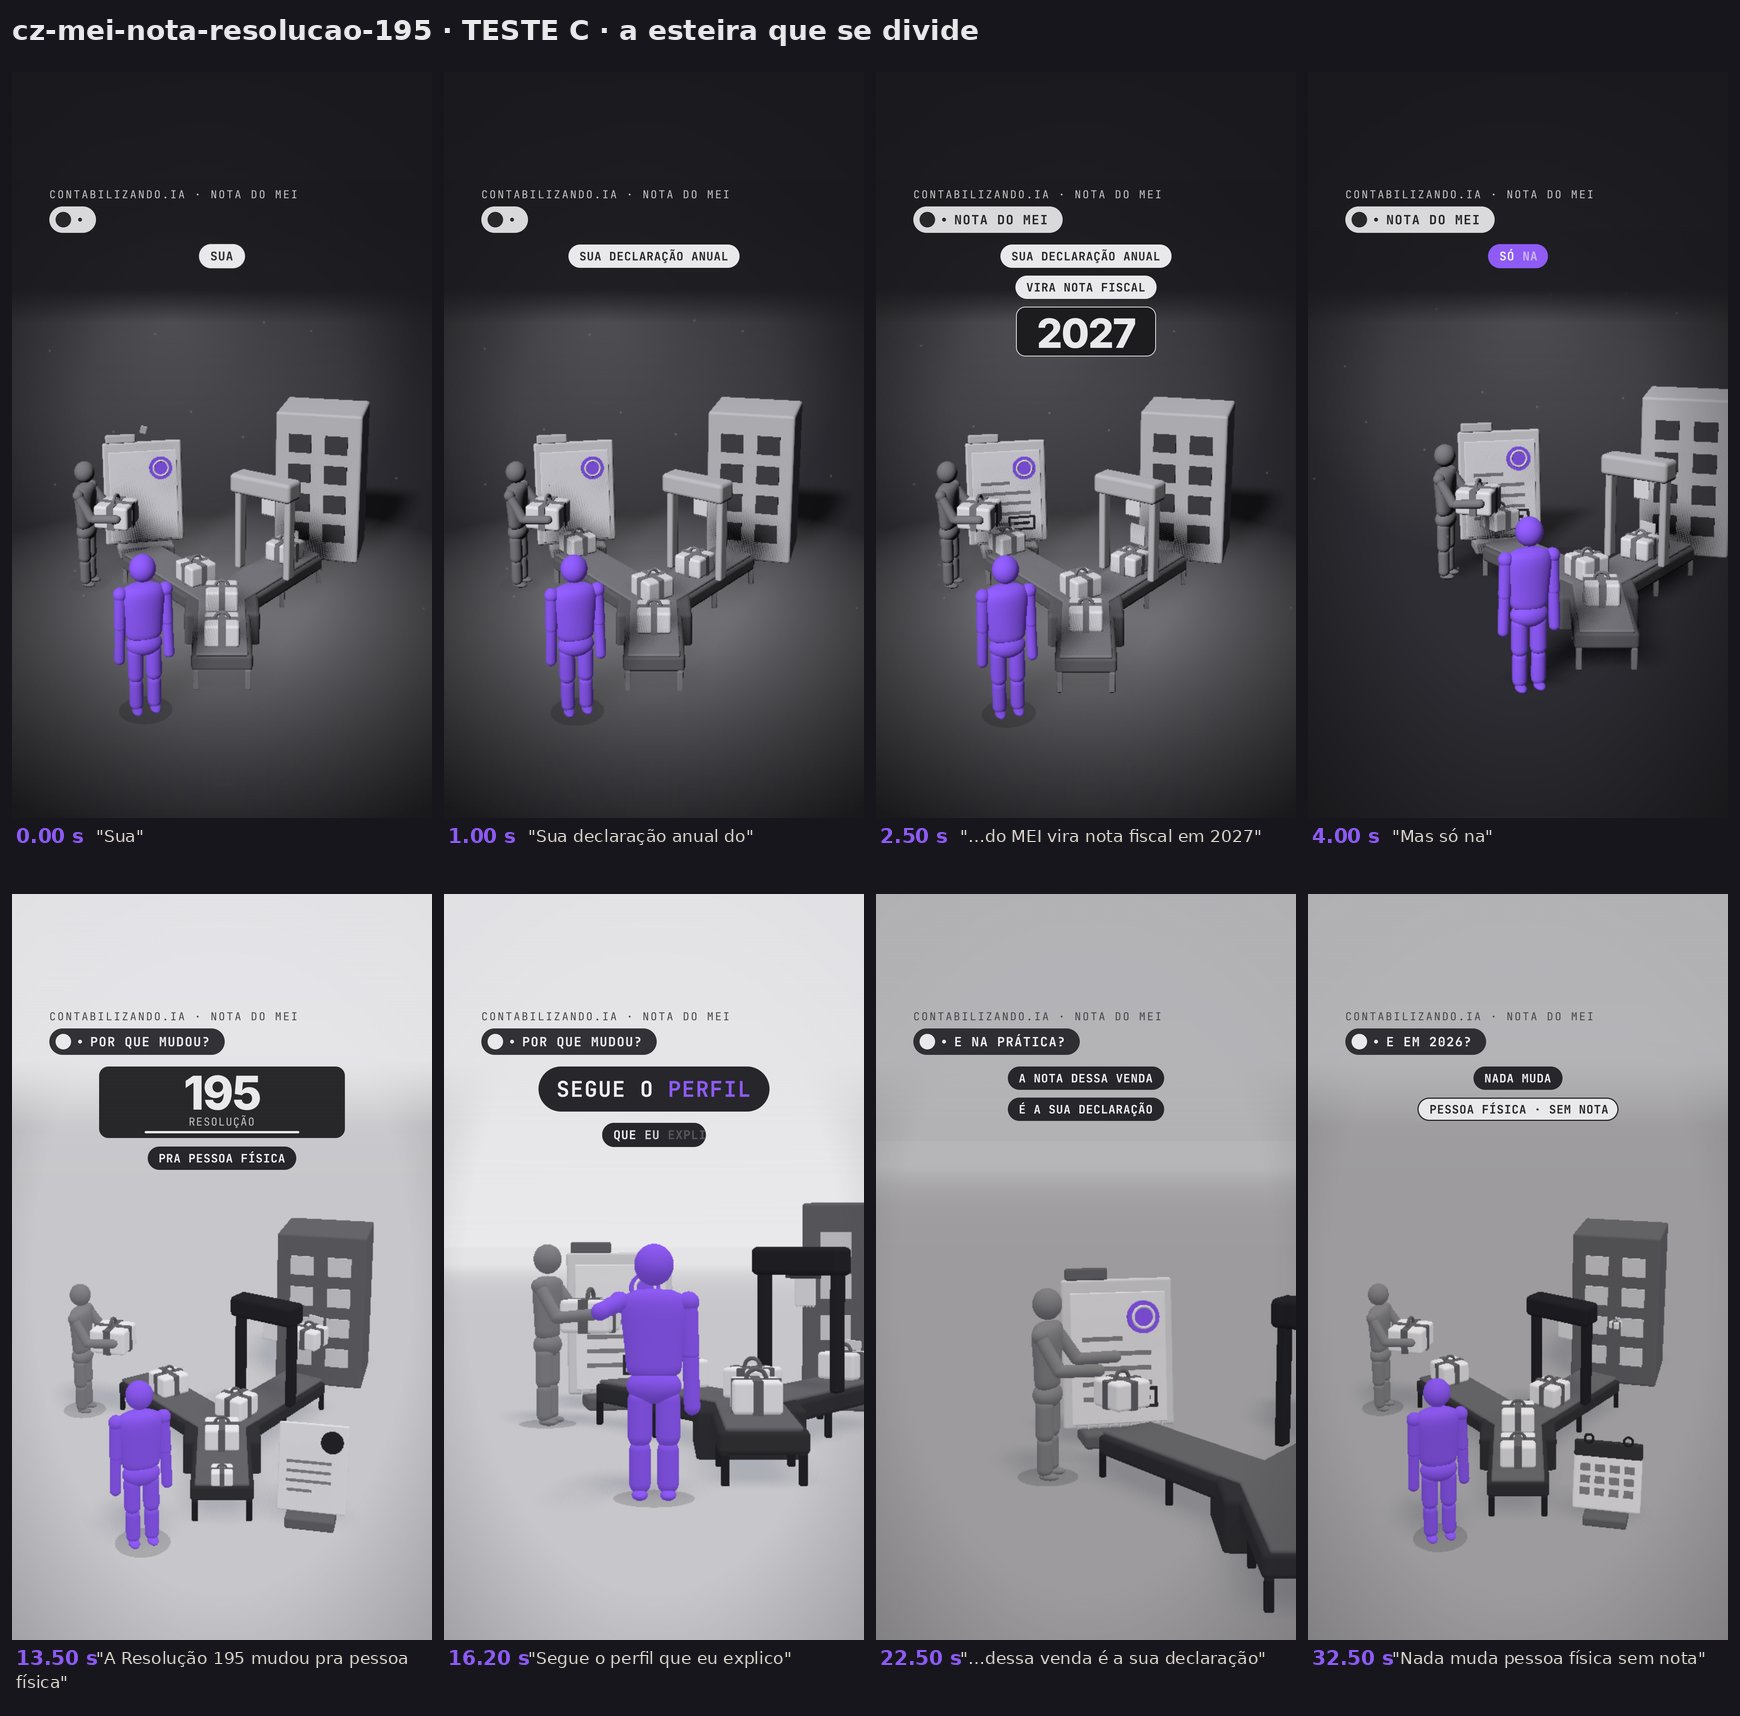 cz-mei-nota-resolucao-195 · TESTE C · a esteira que se divide
CONTABILIZANDO.IA · NOTA DO MEI
SUA
0.00 s "Sua"
CONTABILIZANDO.IA · NOTA DO MEI
SUA DECLARAÇÃO ANUAL
1.00 s "Sua declaração anual do"
CONTABILIZANDO.IA · NOTA DO MEI
• NOTA DO MEI
SUA DECLARAÇÃO ANUAL
VIRA NOTA FISCAL
2027
2.50 s "...do MEI vira nota fiscal em 2027"
CONTABILIZANDO.IA · NOTA DO MEI
• NOTA DO MEI
SÓ NA
4.00 s "Mas só na"
CONTABILIZANDO.IA · NOTA DO MEI
• POR QUE MUDOU?
195
RESOLUÇÃO
PRA PESSOA FÍSICA
13.50 s "A Resolução 195 mudou pra pessoa
física"
CONTABILIZANDO.IA · NOTA DO MEI
• POR QUE MUDOU?
SEGUE O PERFIL
QUE EU EXPLI
16.20 s "Segue o perfil que eu explico"
CONTABILIZANDO.IA · NOTA DO MEI
• E NA PRÁTICA?
A NOTA DESSA VENDA
É A SUA DECLARAÇÃO
22.50 s "...dessa venda é a sua declaração"
CONTABILIZANDO.IA · NOTA DO MEI
• E EM 2026?
NADA MUDA
PESSOA FÍSICA · SEM NOTA
32.50 s "Nada muda pessoa física sem nota"